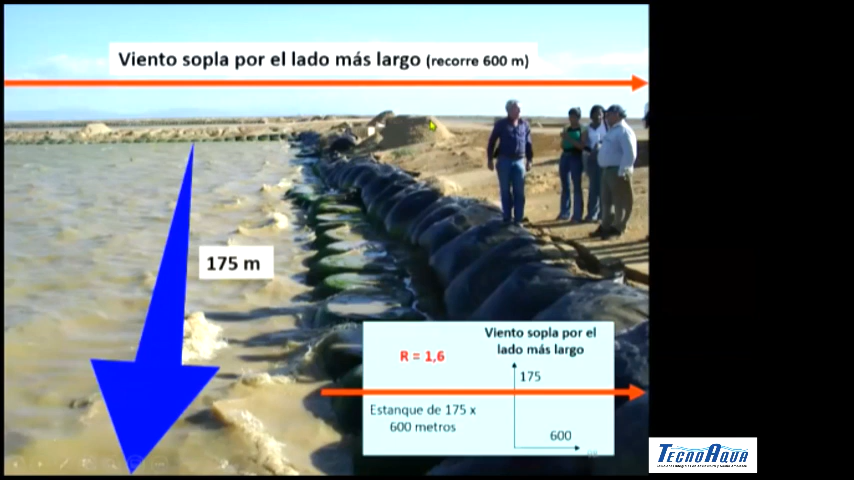 Viento sopla por el lado más largo (recorre 600 m)
175 m
Viento sopla por el
lado más largo
R = 1,6
175
Estanque de 175 x
600 metros
600
TECNOAQUA